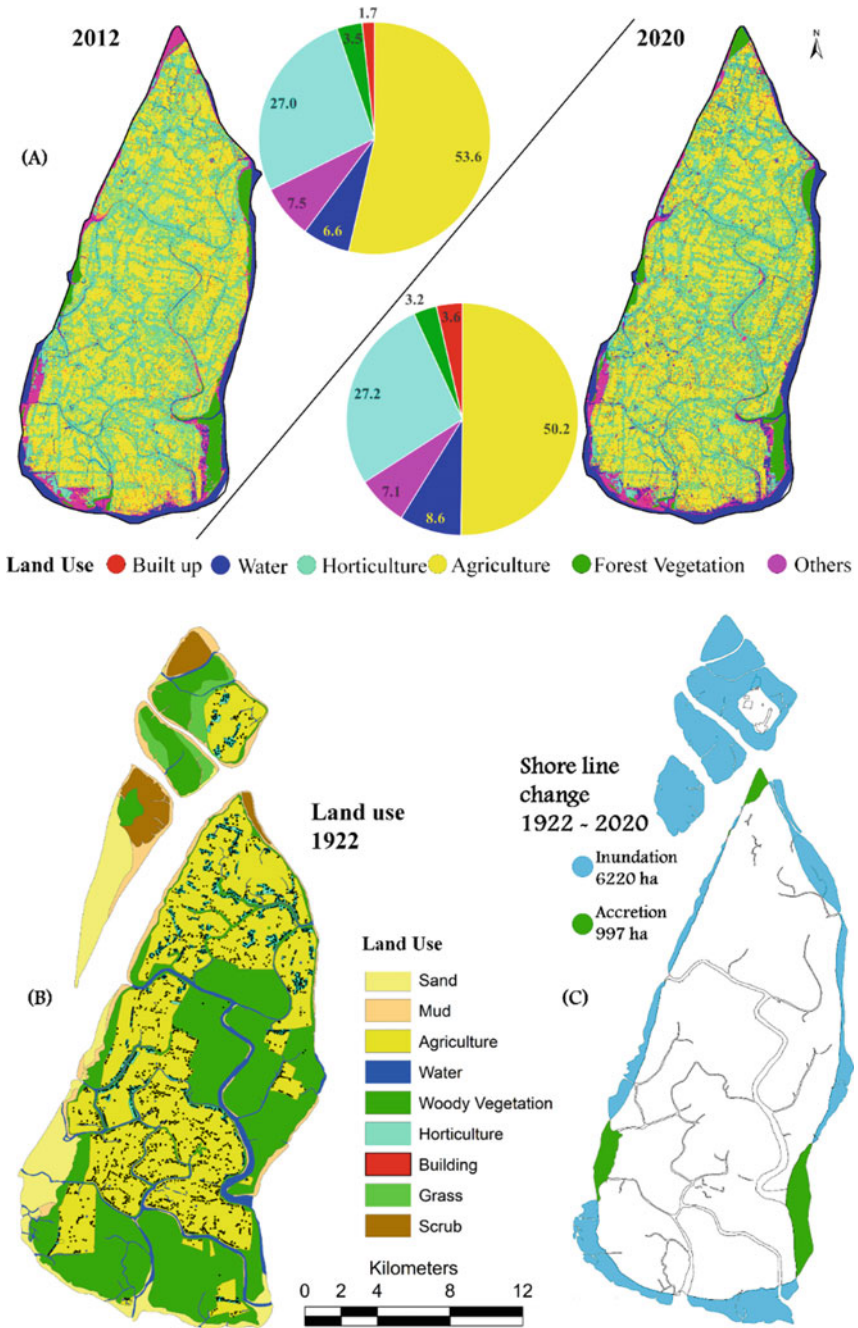 2012
2020
N
(A)
1.7
3.5
27.0
53.6
7.5
6.6
3.2
3.6
27.2
50.2
7.1
8.6
Land Use Built up Water Horticulture Agriculture Forest Vegetation Others
Land use
1922
Shore line
change
1922 - 2020
Inundation
6220 ha
Accretion
997 ha
(B)
Land Use
Sand
Mud
Agriculture
Water
Woody Vegetation
Horticulture
Building
Grass
Scrub
(C)
Kilometers
0 2 4 8 12